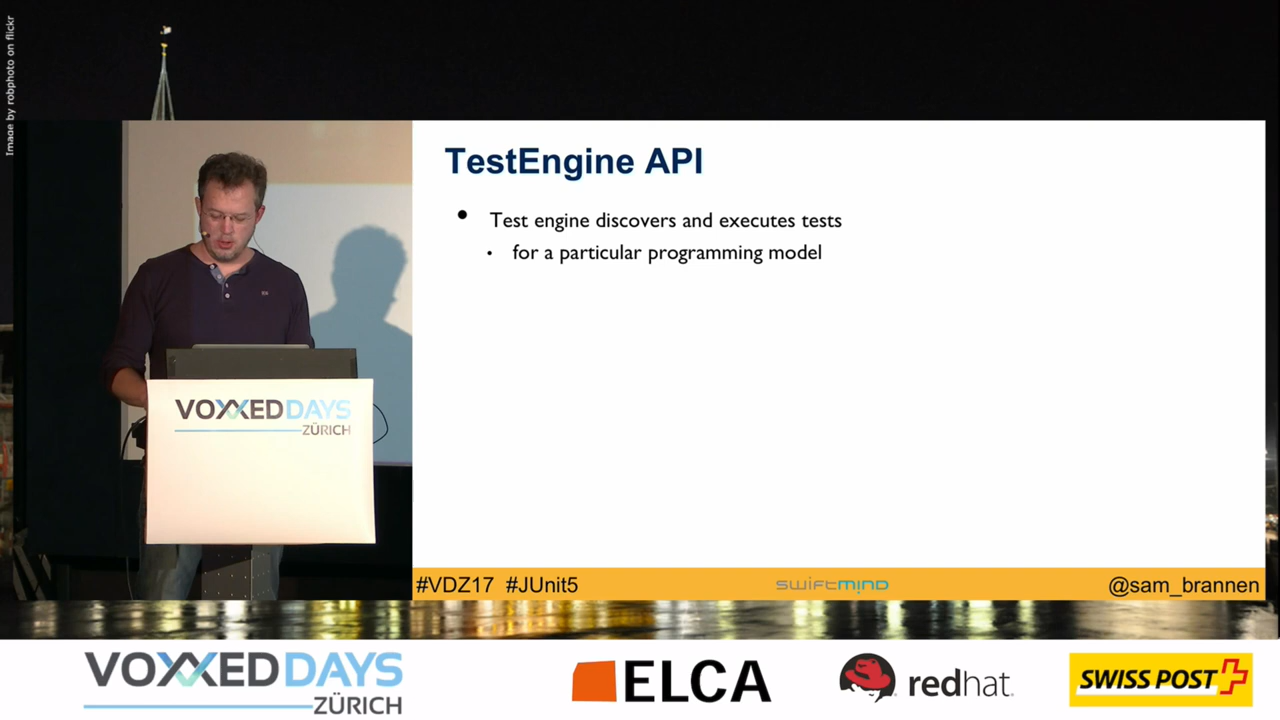 Image by robphoto on flickr
TestEngine API
• Test engine discovers and executes tests
• for a particular programming model
VOXXED DAYS
ZÜRICH
#VDZ17 #JUnit5
swiftmind
@sam_brannen
VOXXED DAYS
ZÜRICH
ELCA
redhat.
SWISS POST